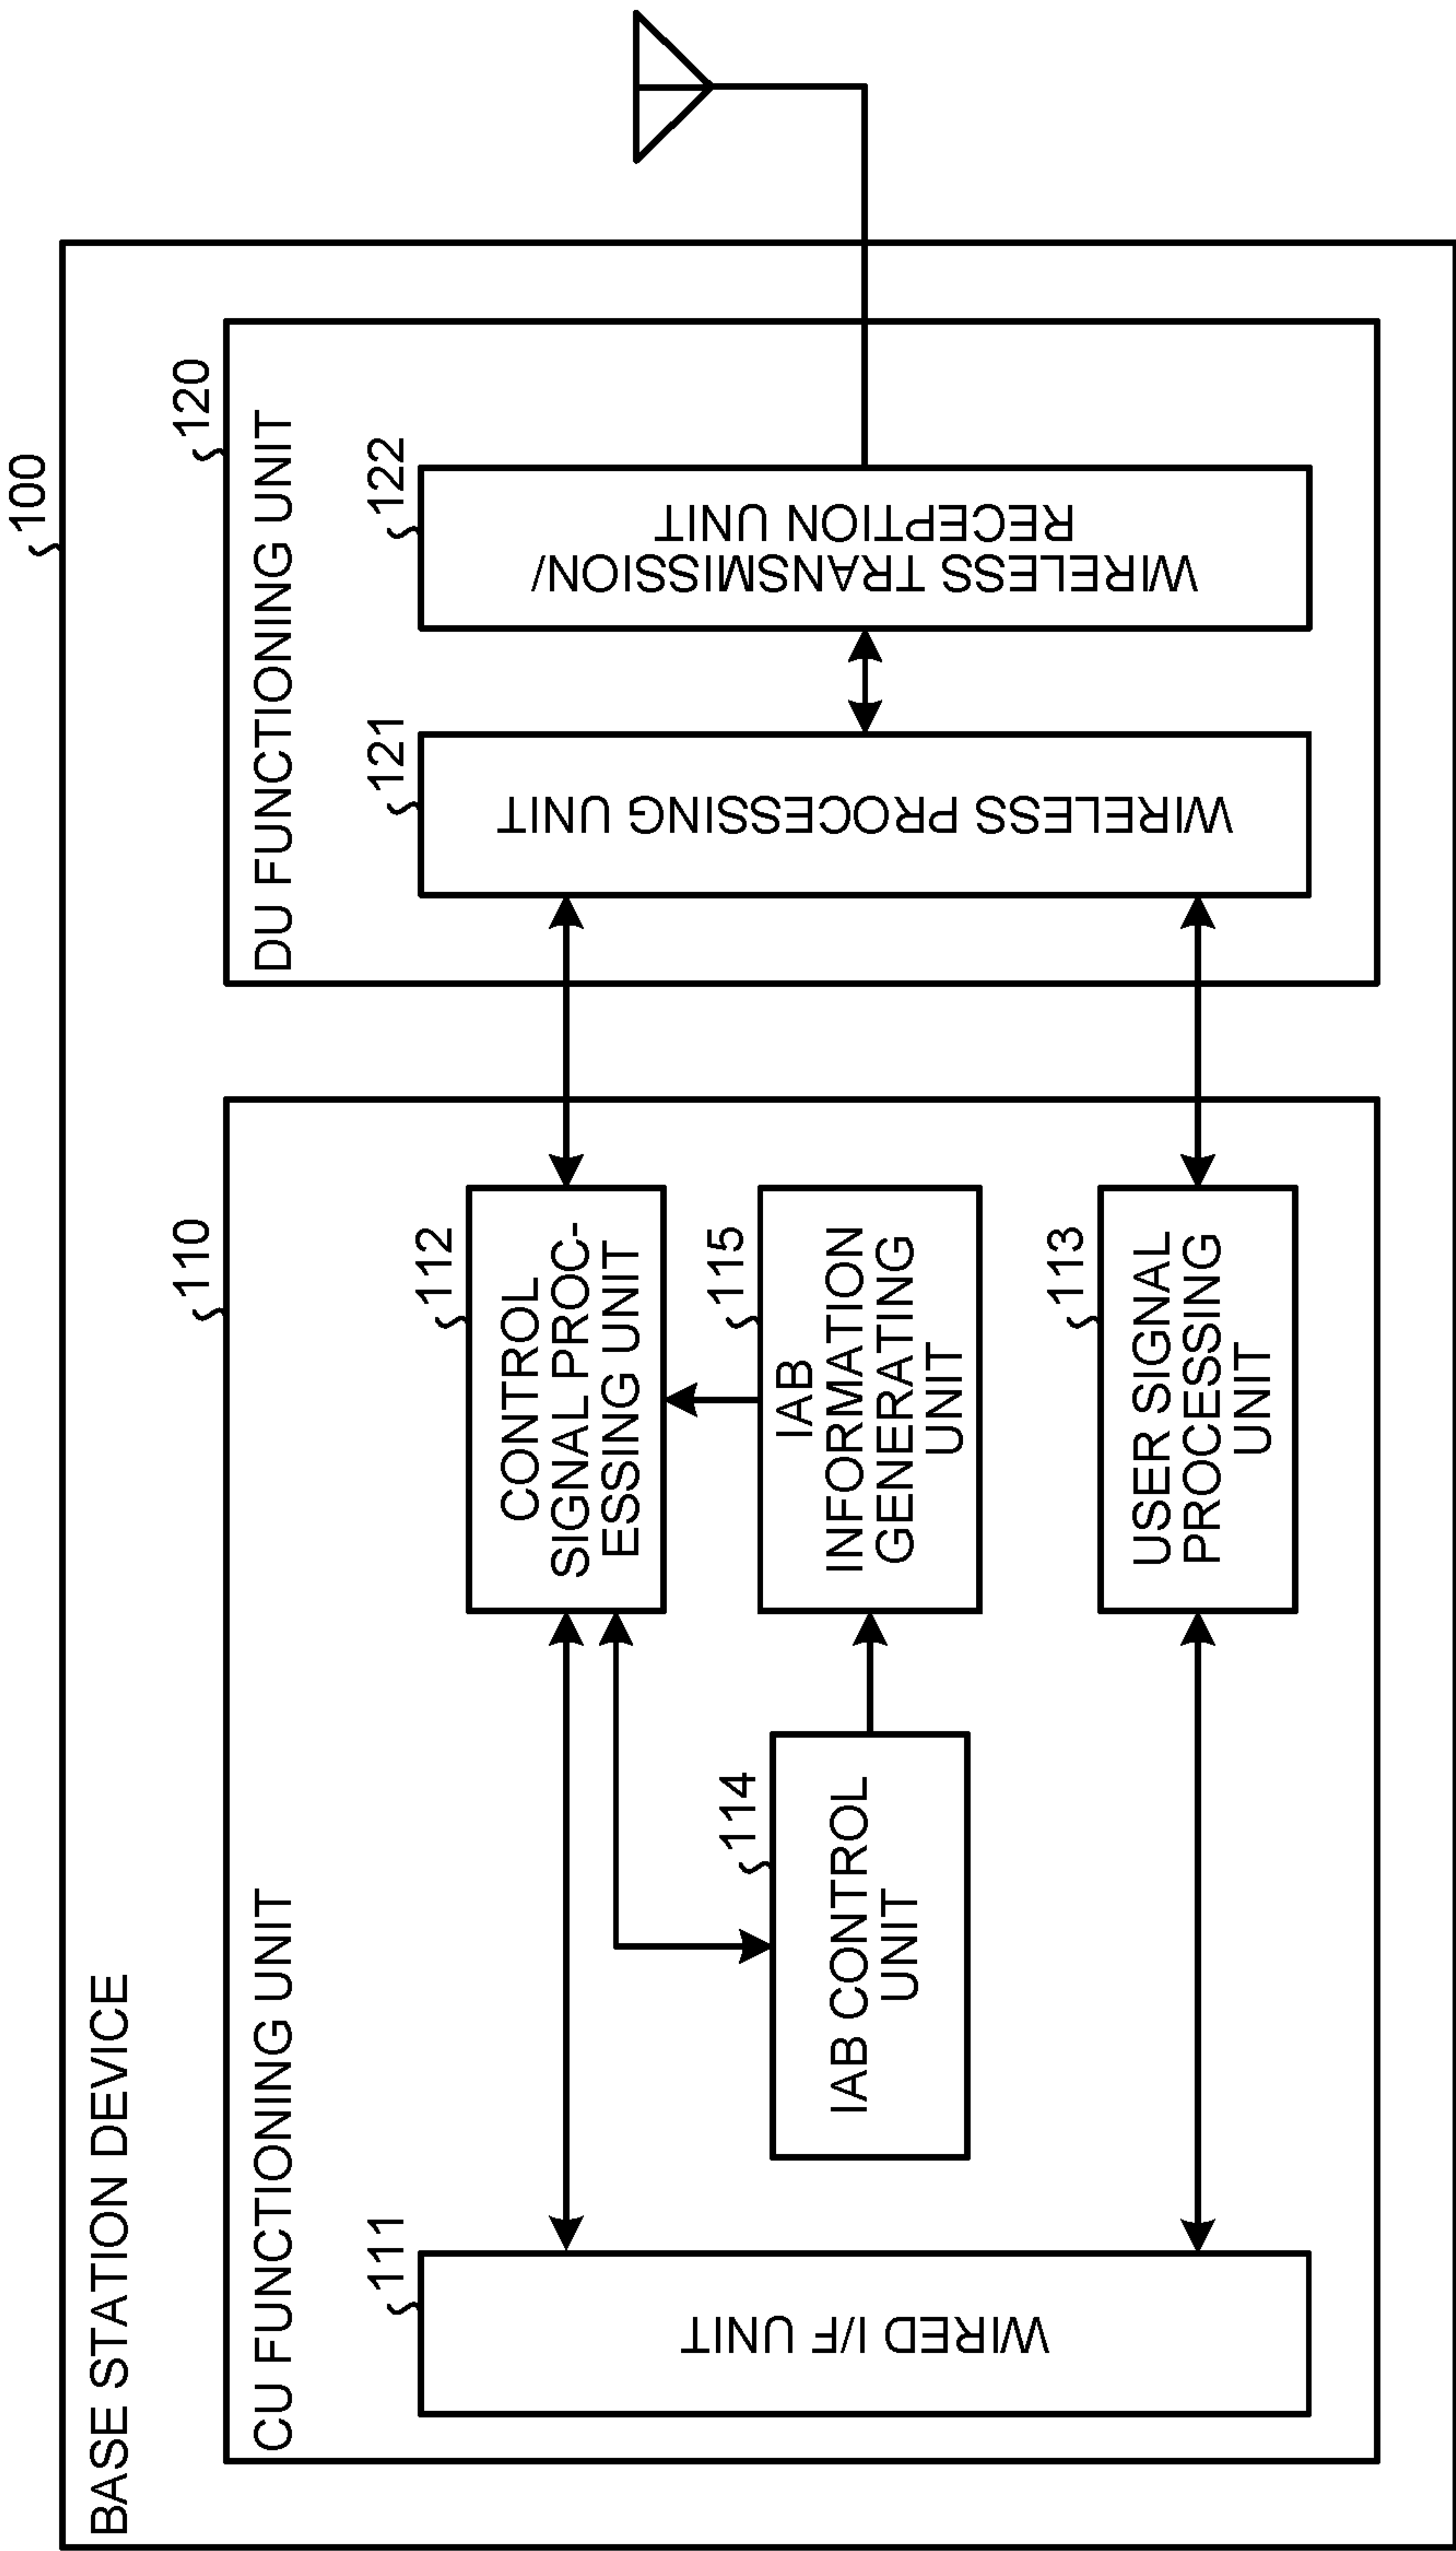 100
BASE STATION DEVICE
110
CU FUNCTIONING UNIT
111
WIRED I/F UNIT
112
CONTROL
SIGNAL PROC-
ESSING UNIT
114
IAB CONTROL
UNIT
115
IAB
INFORMATION
GENERATING
UNIT
113
USER SIGNAL
PROCESSING
UNIT
120
DU FUNCTIONING UNIT
121
WIRELESS PROCESSING UNIT
122
WIRELESS TRANSMISSION/
RECEPTION UNIT